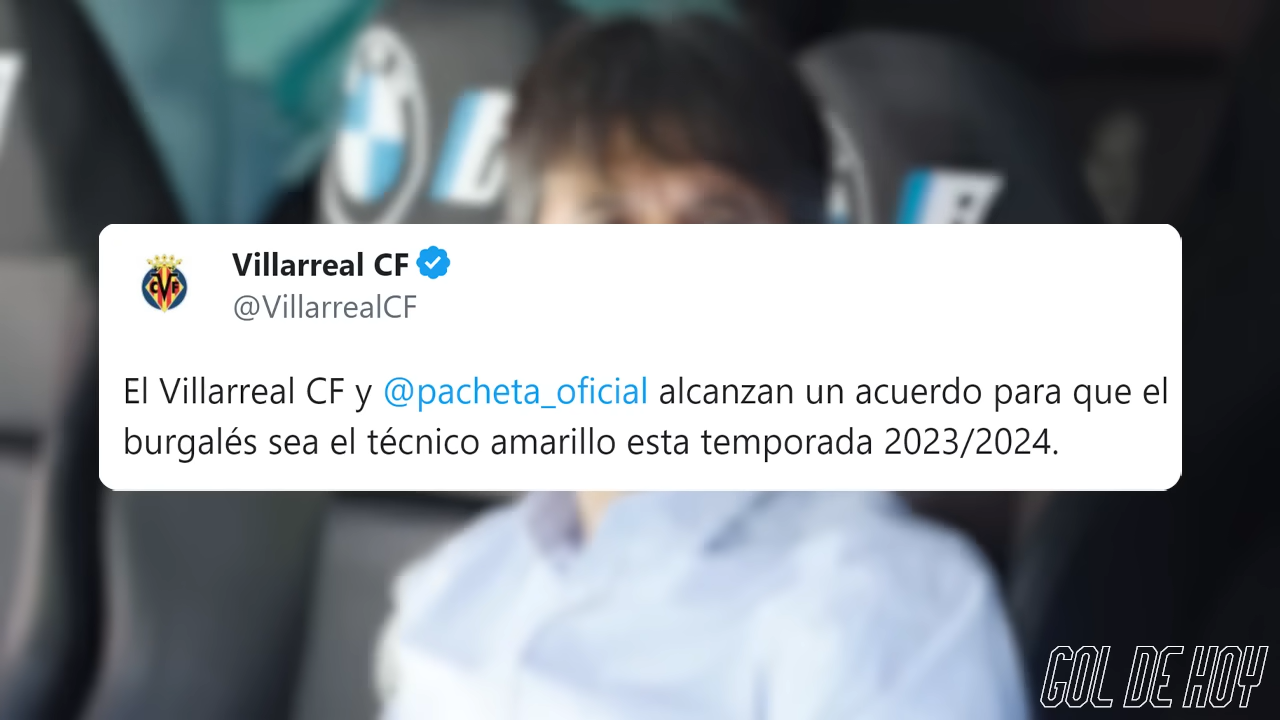 Villarreal CF
@VillarrealCF
El Villarreal CF y @pacheta_oficial alcanzan un acuerdo para que el
burgalés sea el técnico amarillo esta temporada 2023/2024.
GOL DE HOY